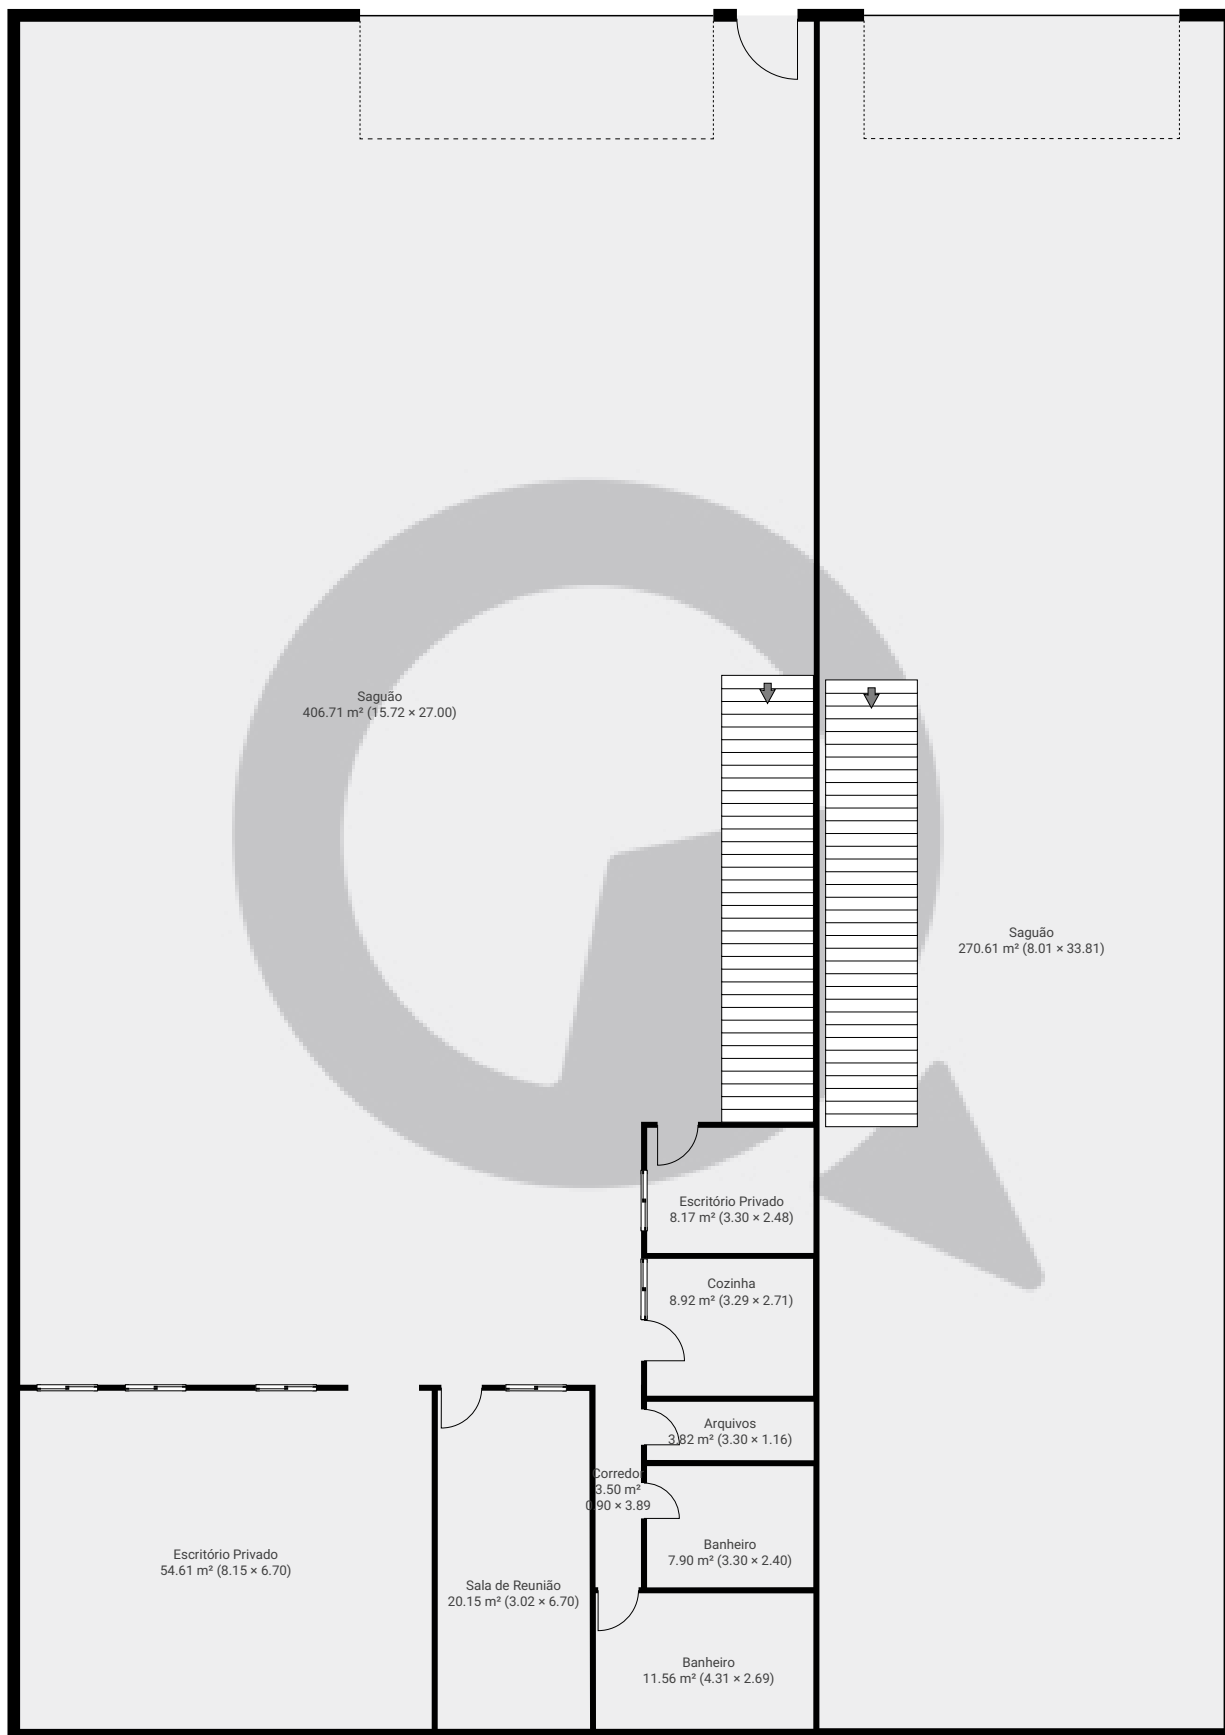 Saguão
406.71 m² (15.72 × 27.00)
Saguão
270.61 m² (8.01 × 33.81)
Escritório Privado
8.17 m² (3.30 × 2.48)
Cozinha
8.92 m² (3.29 × 2.71)
Arquivos
3.82 m² (3.30 × 1.16)
Corredor
3.50 m²
0.90 × 3.89
Banheiro
7.90 m² (3.30 × 2.40)
Escritório Privado
54.61 m² (8.15 × 6.70)
Sala de Reunião
20.15 m² (3.02 × 6.70)
Banheiro
11.56 m² (4.31 × 2.69)